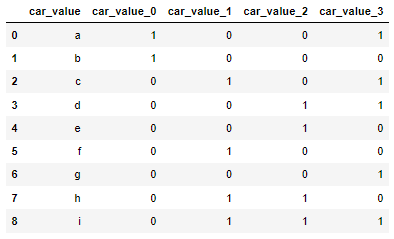 car_value car_value_0 car_value_1 car_value_2 car_value_3
0 a 1 0 0 1
1 b 1 0 0 0
2 c 0 1 0 1
3 d 0 0 1 1
4 e 0 0 1 0
5 f 0 1 0 0
6 g 0 0 0 1
7 h 0 1 1 0
8 i 0 1 1 1